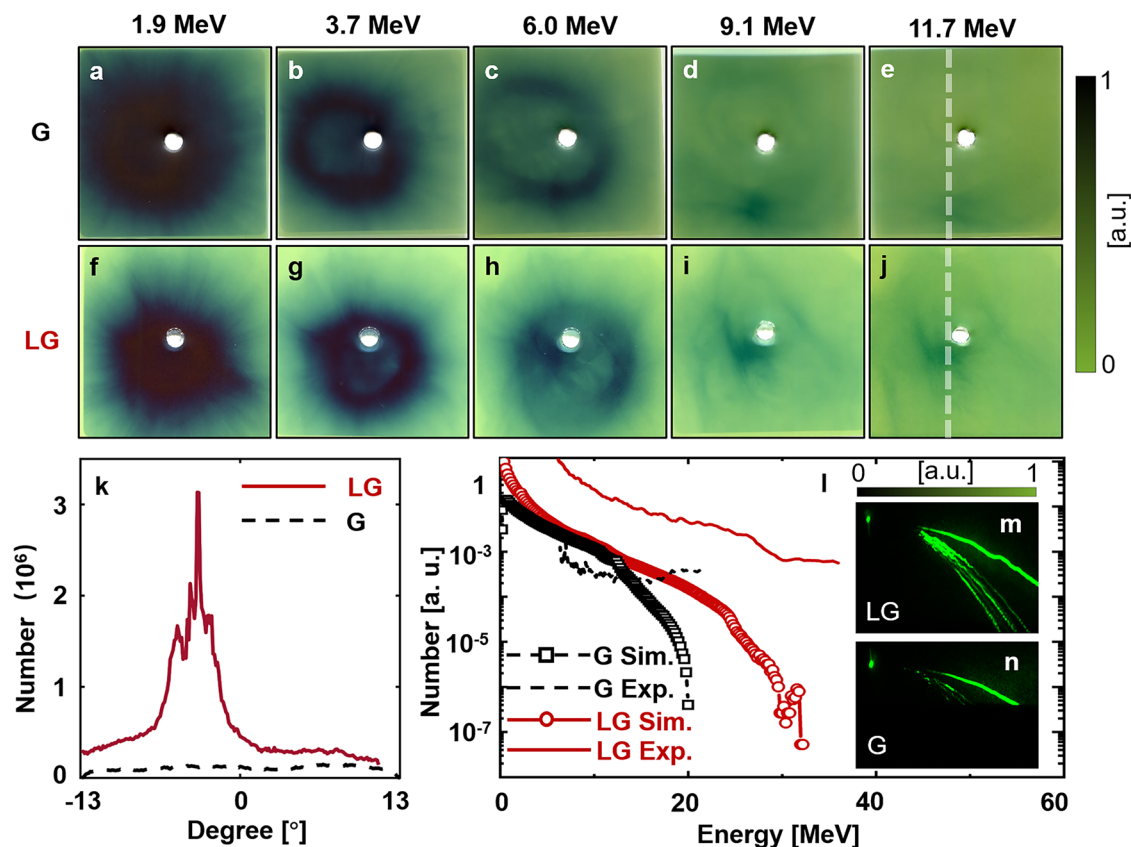 1.9 MeV 3.7 MeV 6.0 MeV 9.1 MeV 11.7 MeV
G
a b c d e
LG
f g h i j
1
0
[a.u.]
k
LG
G
Number (10⁶)
3
2
1
0
-13 0 13
Degree [°]
l
Number [a. u.]
1
10⁻³
10⁻⁵
10⁻⁷
G Sim.
G Exp.
LG Sim.
LG Exp.
0 20 40 60
Energy [MeV]
0 [a.u.] 1
m
LG
n
G